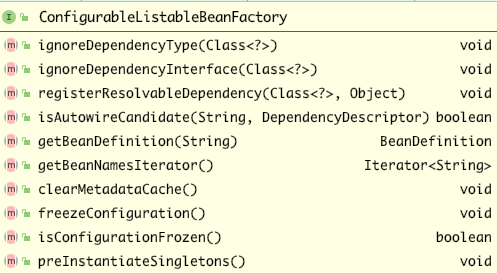 ConfigurableListableBeanFactory
ignoreDependencyType(Class<?>) void
ignoreDependencyInterface(Class<?>) void
registerResolvableDependency(Class<?>, Object) void
isAutowireCandidate(String, DependencyDescriptor) boolean
getBeanDefinition(String) BeanDefinition
getBeanNamesIterator() Iterator<String>
clearMetadataCache() void
freezeConfiguration() void
isConfigurationFrozen() boolean
preInstantiateSingletons() void